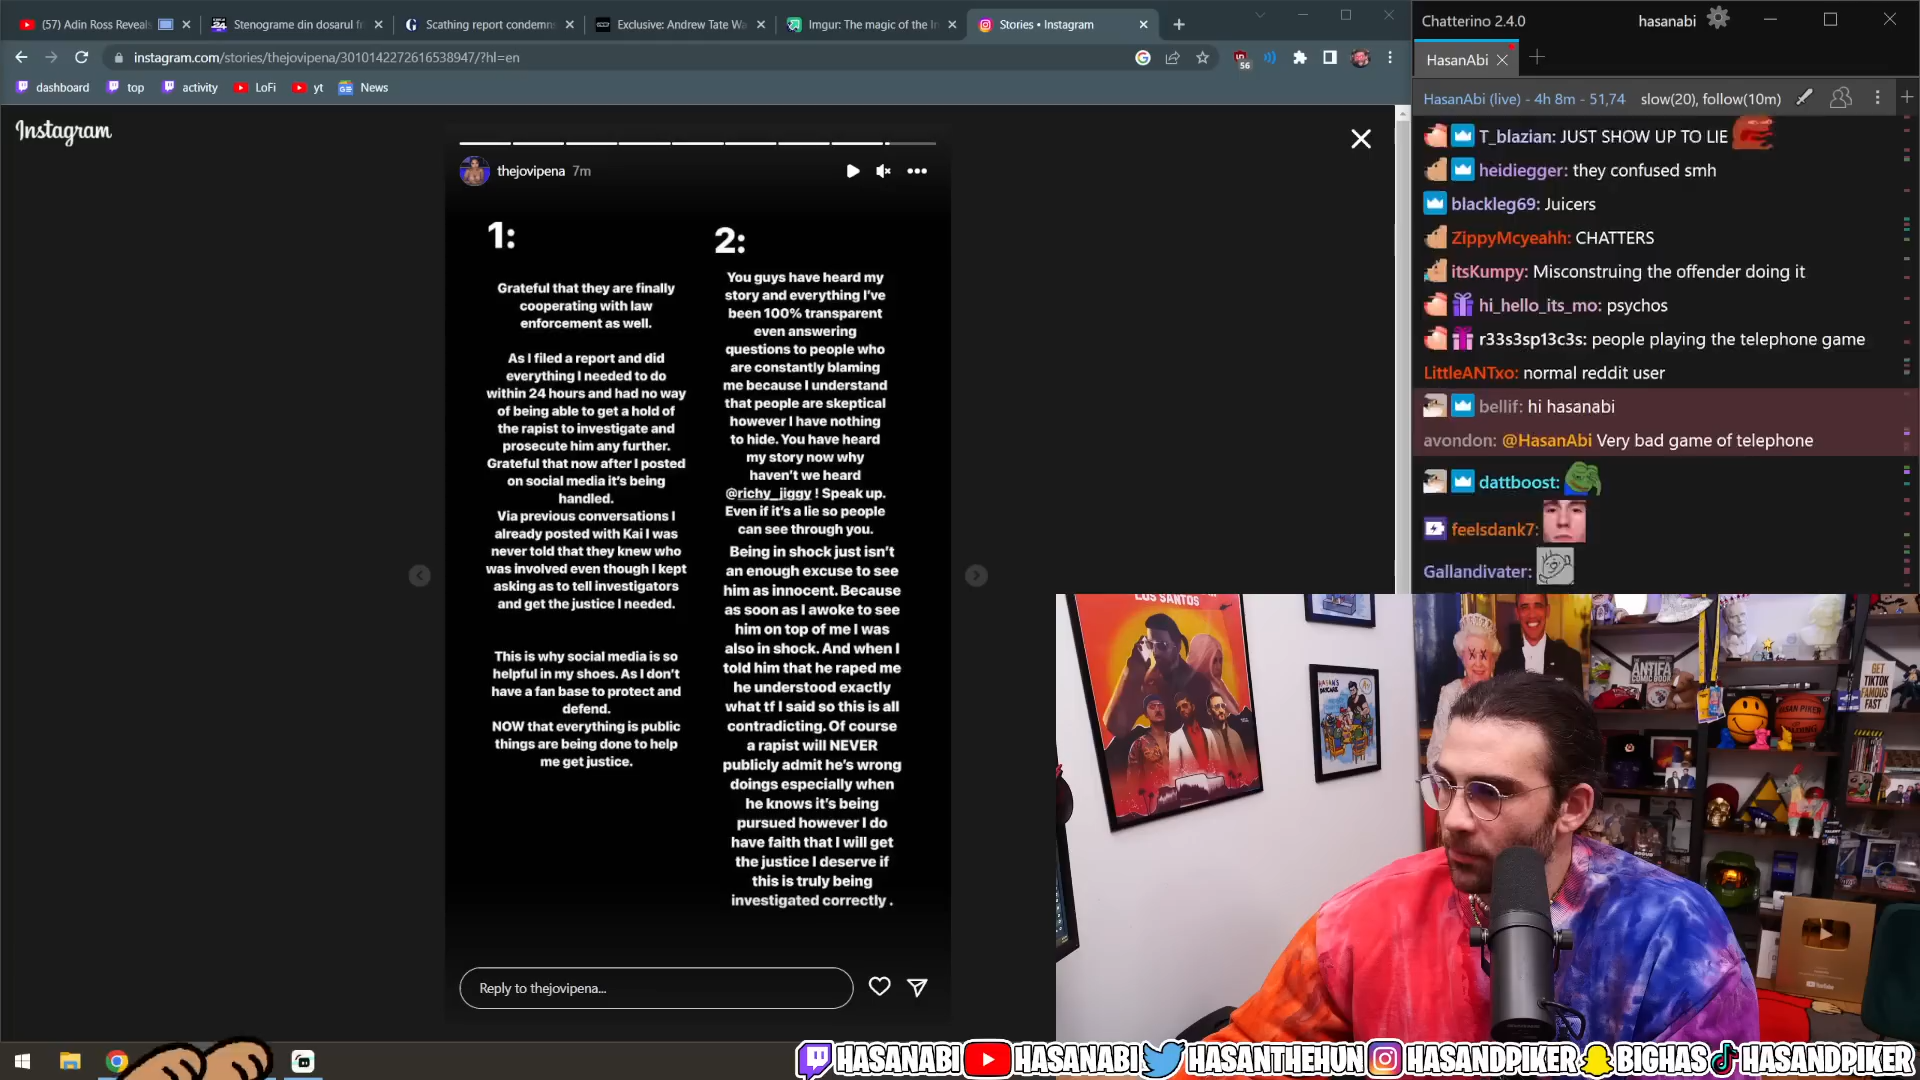 (57) Adin Ross Reveals
Stenograme din dosarul f
Scathing report condemn
Exclusive: Andrew Tate Wa
Imgur: The magic of the In
Stories • Instagram
instagram.com/stories/thejovipena/3010142272616538947/?hl=en
56
dashboard
top
activity
LoFi
yt
News
Instagram
thejovipena 7m
1:
Grateful that they are finally
cooperating with law
enforcement as well.
As I filed a report and did
everything I needed to do
within 24 hours and had no way
of being able to get a hold of
the rapist to investigate and
prosecute him any further.
Grateful that now after I posted
on social media it's being
handled.
Via previous conversations I
already posted with Kai I was
never told that they knew who
was involved even though I kept
asking as to tell investigators
and get the justice I needed.
This is why social media is so
helpful in my shoes. As I don't
have a fan base to protect and
defend.
NOW that everything is public
things are being done to help
me get justice.
2:
You guys have heard my
story and everything I've
been 100% transparent
even answering
questions to people who
are constantly blaming
me because I understand
that people are skeptical
however I have nothing
to hide. You have heard
my story now why
haven't we heard
@richy_jiggy ! Speak up.
Even if it's a lie so people
can see through you.
Being in shock just isn't
an enough excuse to see
him as innocent. Because
as soon as I awoke to see
him on top of me I was
also in shock. And when I
told him that he raped me
he understood exactly
what tf I said so this is all
contradicting. Of course
a rapist will NEVER
publicly admit he's wrong
doings especially when
he knows it's being
pursued however I do
have faith that I will get
the justice I deserve if
this is truly being
investigated correctly .
Reply to thejovipena...
Chatterino 2.4.0
hasanabi
HasanAbi
HasanAbi (live) - 4h 8m - 51,74
slow(20), follow(10m)
T_blazian: JUST SHOW UP TO LIE
heidiegger: they confused smh
blackleg69: Juicers
ZippyMcyeahh: CHATTERS
itsKumpy: Misconstruing the offender doing it
hi_hello_its_mo: psychos
r33s3sp13c3s: people playing the telephone game
LittleANTxo: normal reddit user
bellif: hi hasanabi
avondon: @HasanAbi Very bad game of telephone
dattboost:
feelsdank7:
Gallandivater:
LOS SANTOS
ANTIFA
COMIC BOOK
GET
TIKTOK
FAMOUS
FAST
HASANABI
HASANABI
HASANTHEHUN
HASANDPIKER
BIGHAS
HASANDPIKER